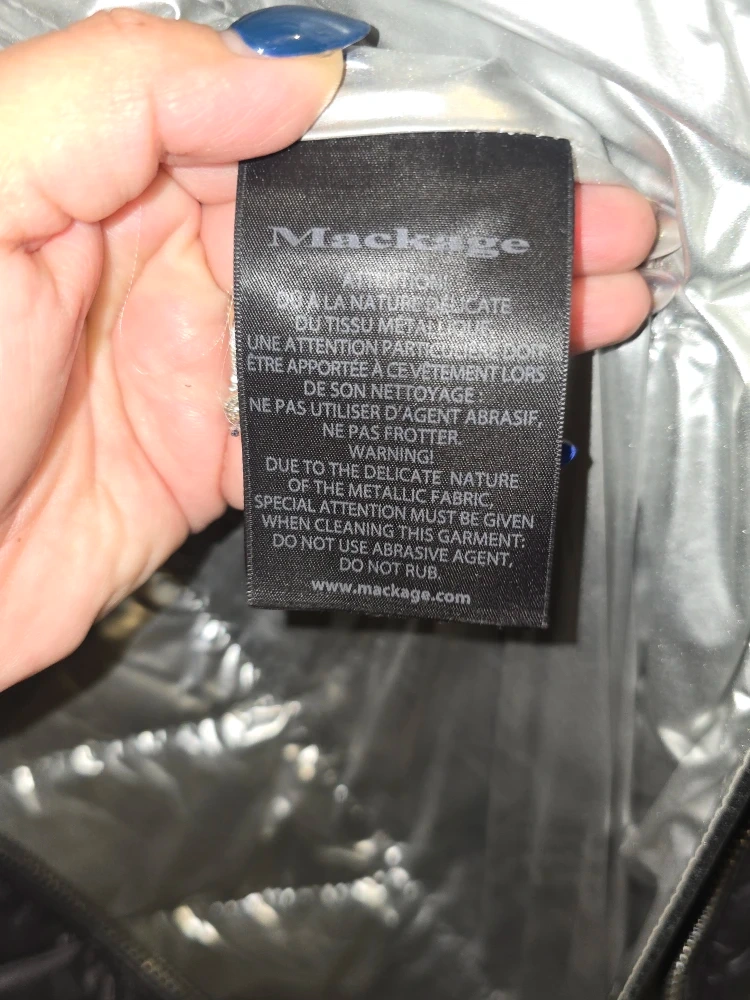 Mackage
ATTENTION!
DÛ À LA NATURE DÉLICATE
DU TISSU MÉTALLIQUE,
UNE ATTENTION PARTICULIÈRE DOIT
ÊTRE APPORTÉE À CE VÊTEMENT LORS
DE SON NETTOYAGE :
NE PAS UTILISER D'AGENT ABRASIF,
NE PAS FROTTER.
WARNING!
DUE TO THE DELICATE NATURE
OF THE METALLIC FABRIC,
SPECIAL ATTENTION MUST BE GIVEN
WHEN CLEANING THIS GARMENT:
DO NOT USE ABRASIVE AGENT,
DO NOT RUB.
www.mackage.com